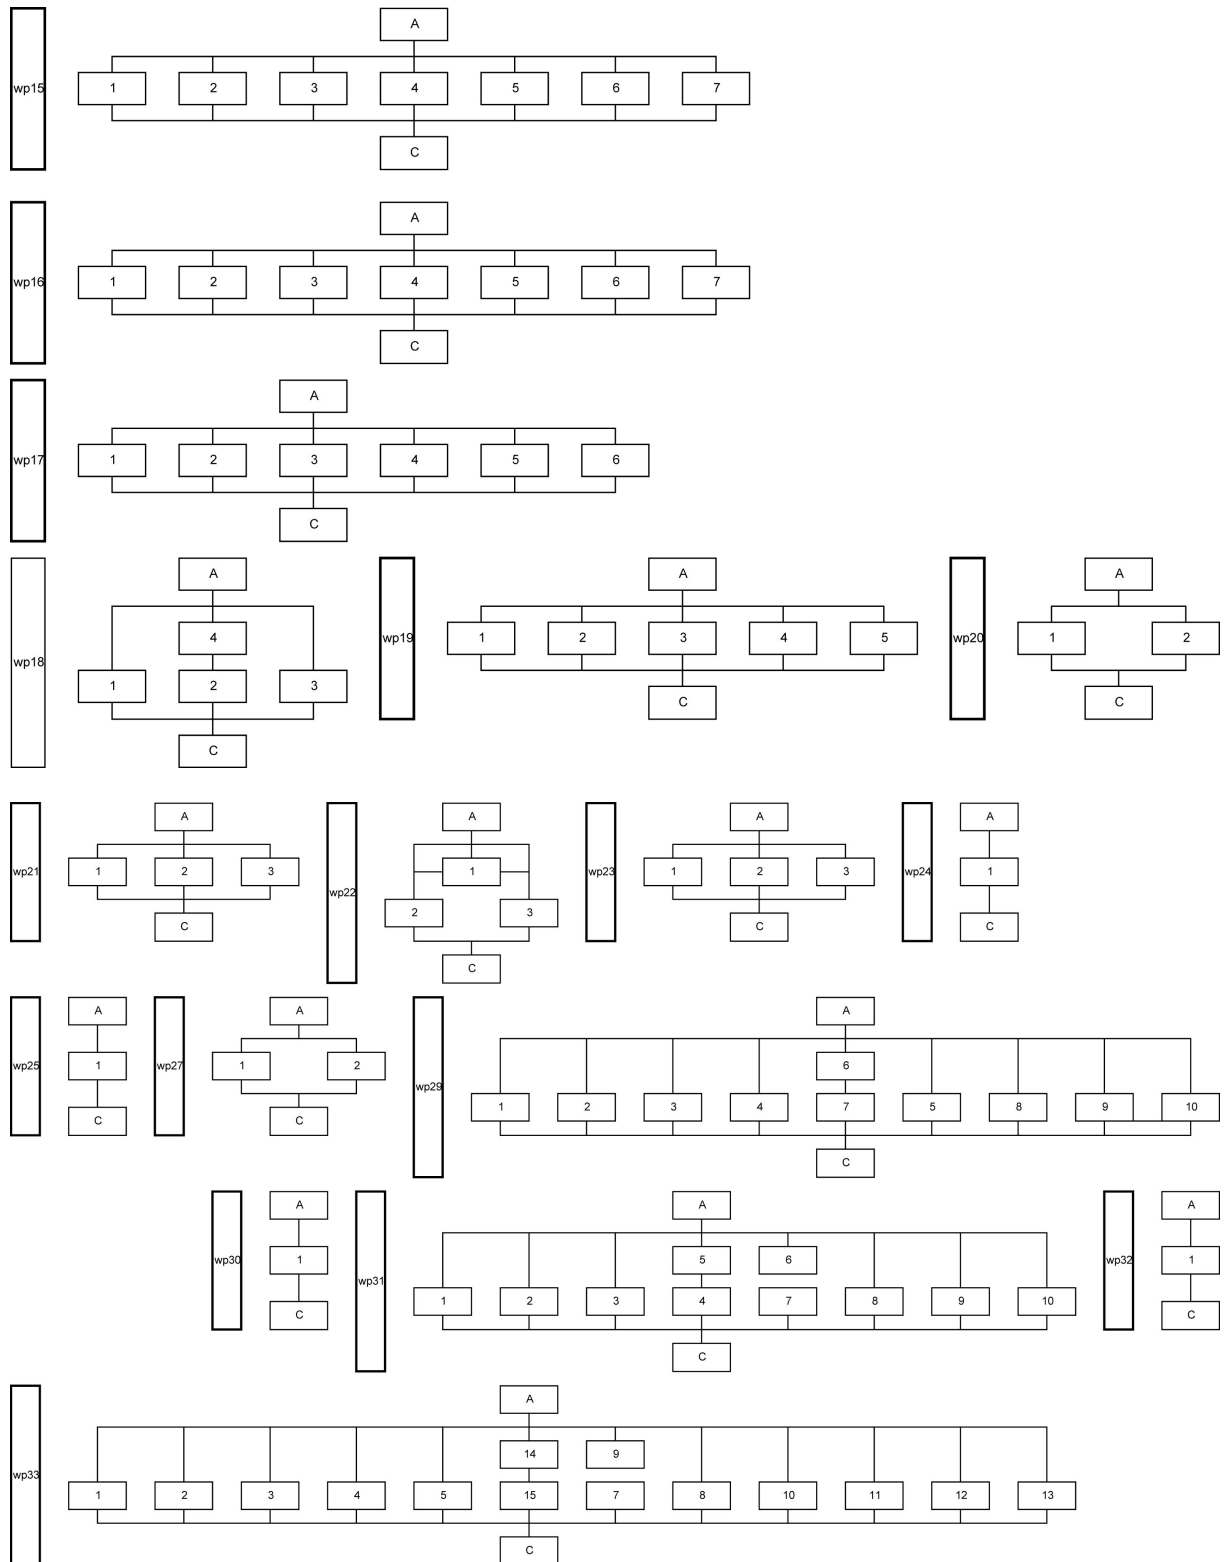 A
wp15 1 2 3 4 5 6 7
C
A
wp16 1 2 3 4 5 6 7
C
A
wp17 1 2 3 4 5 6
C
A A A
4 wp19 1 2 3 4 5 wp20 1 2
wp18 1 2 3
C C
C
A A A A
wp21 1 2 3 1 wp23 1 2 3 wp24 1
wp22 2 3
C C C
C
A A A
wp25 1 wp27 1 2 6
wp29 1 2 3 4 7 5 8 9 10
C C
C
A A A
wp30 1 5 6 wp32 1
wp31 1 2 3 4 7 8 9 10
C C
C
A
14 9
wp33 1 2 3 4 5 15 7 8 10 11 12 13
C